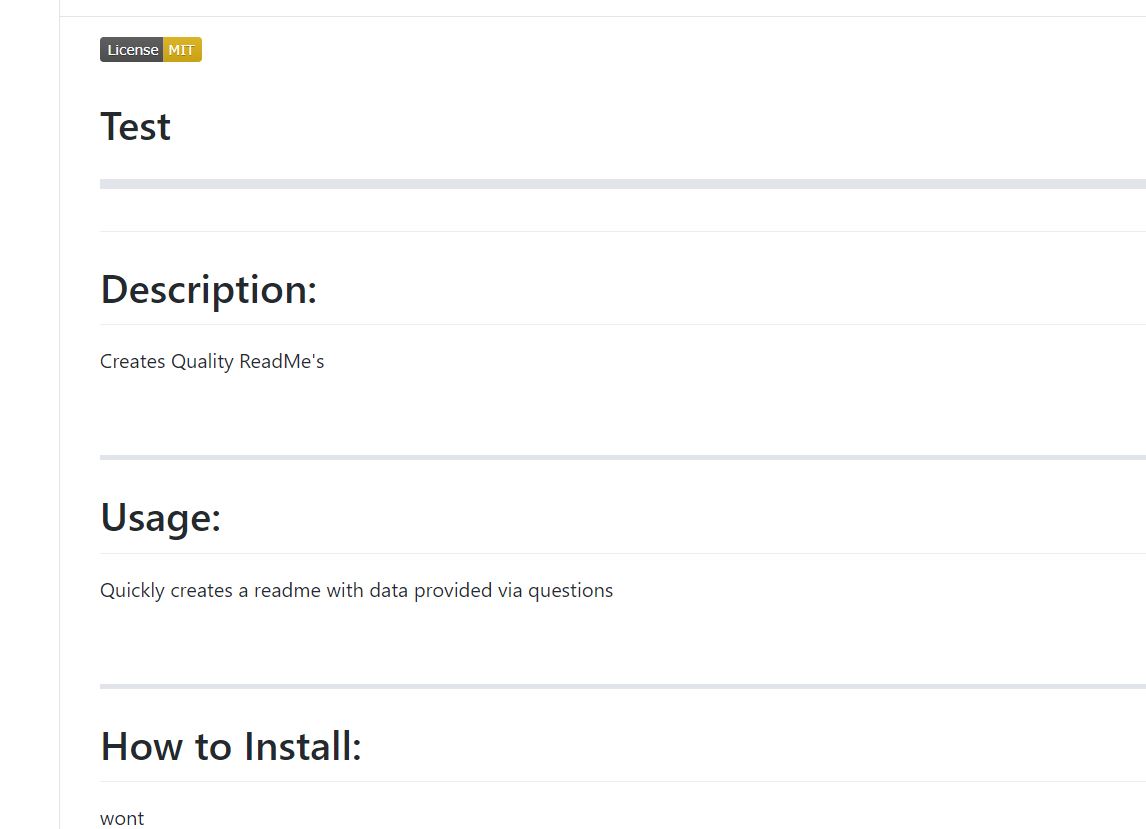 License MIT
Test
Description:
Creates Quality ReadMe's
Usage:
Quickly creates a readme with data provided via questions
How to Install:
wont